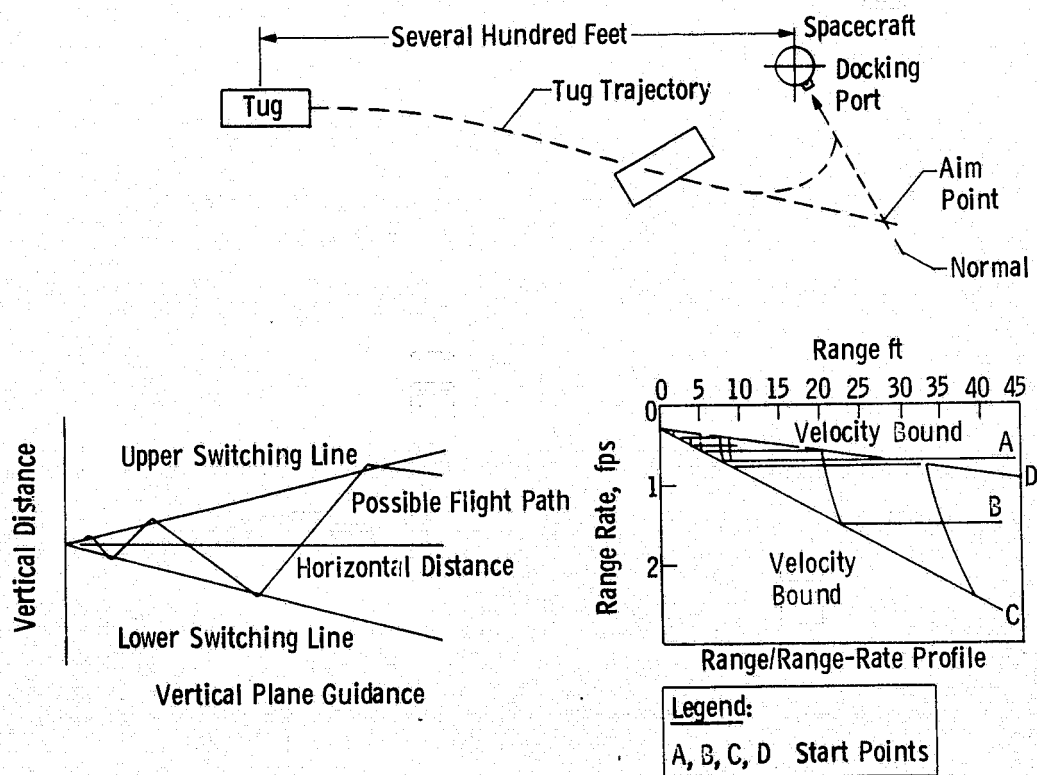 Several Hundred Feet
Spacecraft
Docking
Port
Tug
Tug Trajectory
Aim
Point
Normal
Range ft
0 5 10 15 20 25 30 35 45
0
1
2
Range Rate, fps
Velocity Bound
A
D
B
Velocity
Bound
C
Range/Range-Rate Profile
Vertical Distance
Upper Switching Line
Possible Flight Path
Horizontal Distance
Lower Switching Line
Vertical Plane Guidance
Legend:
A, B, C, D Start Points